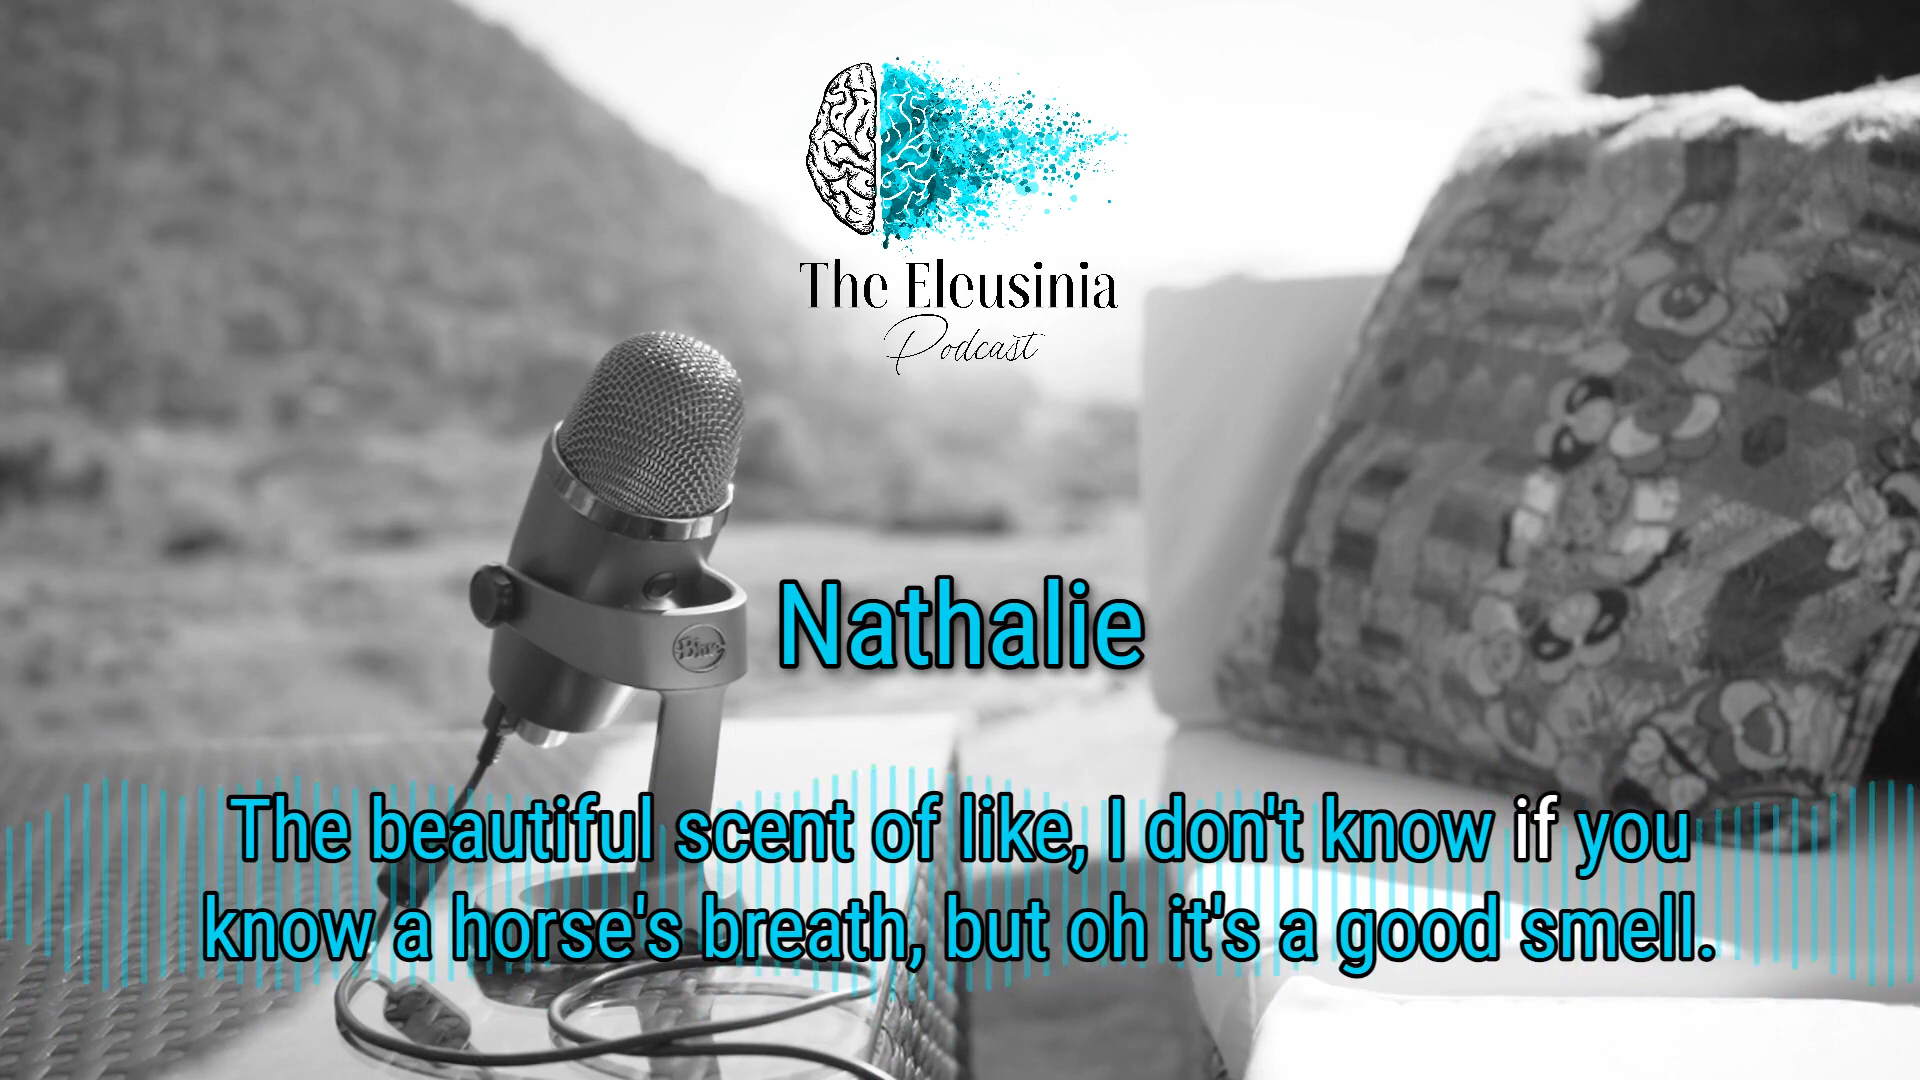 The Eleusinia
Podcast
Blue
Nathalie
The beautiful scent of like, I don't know if you
know a horse's breath, but oh it's a good smell.